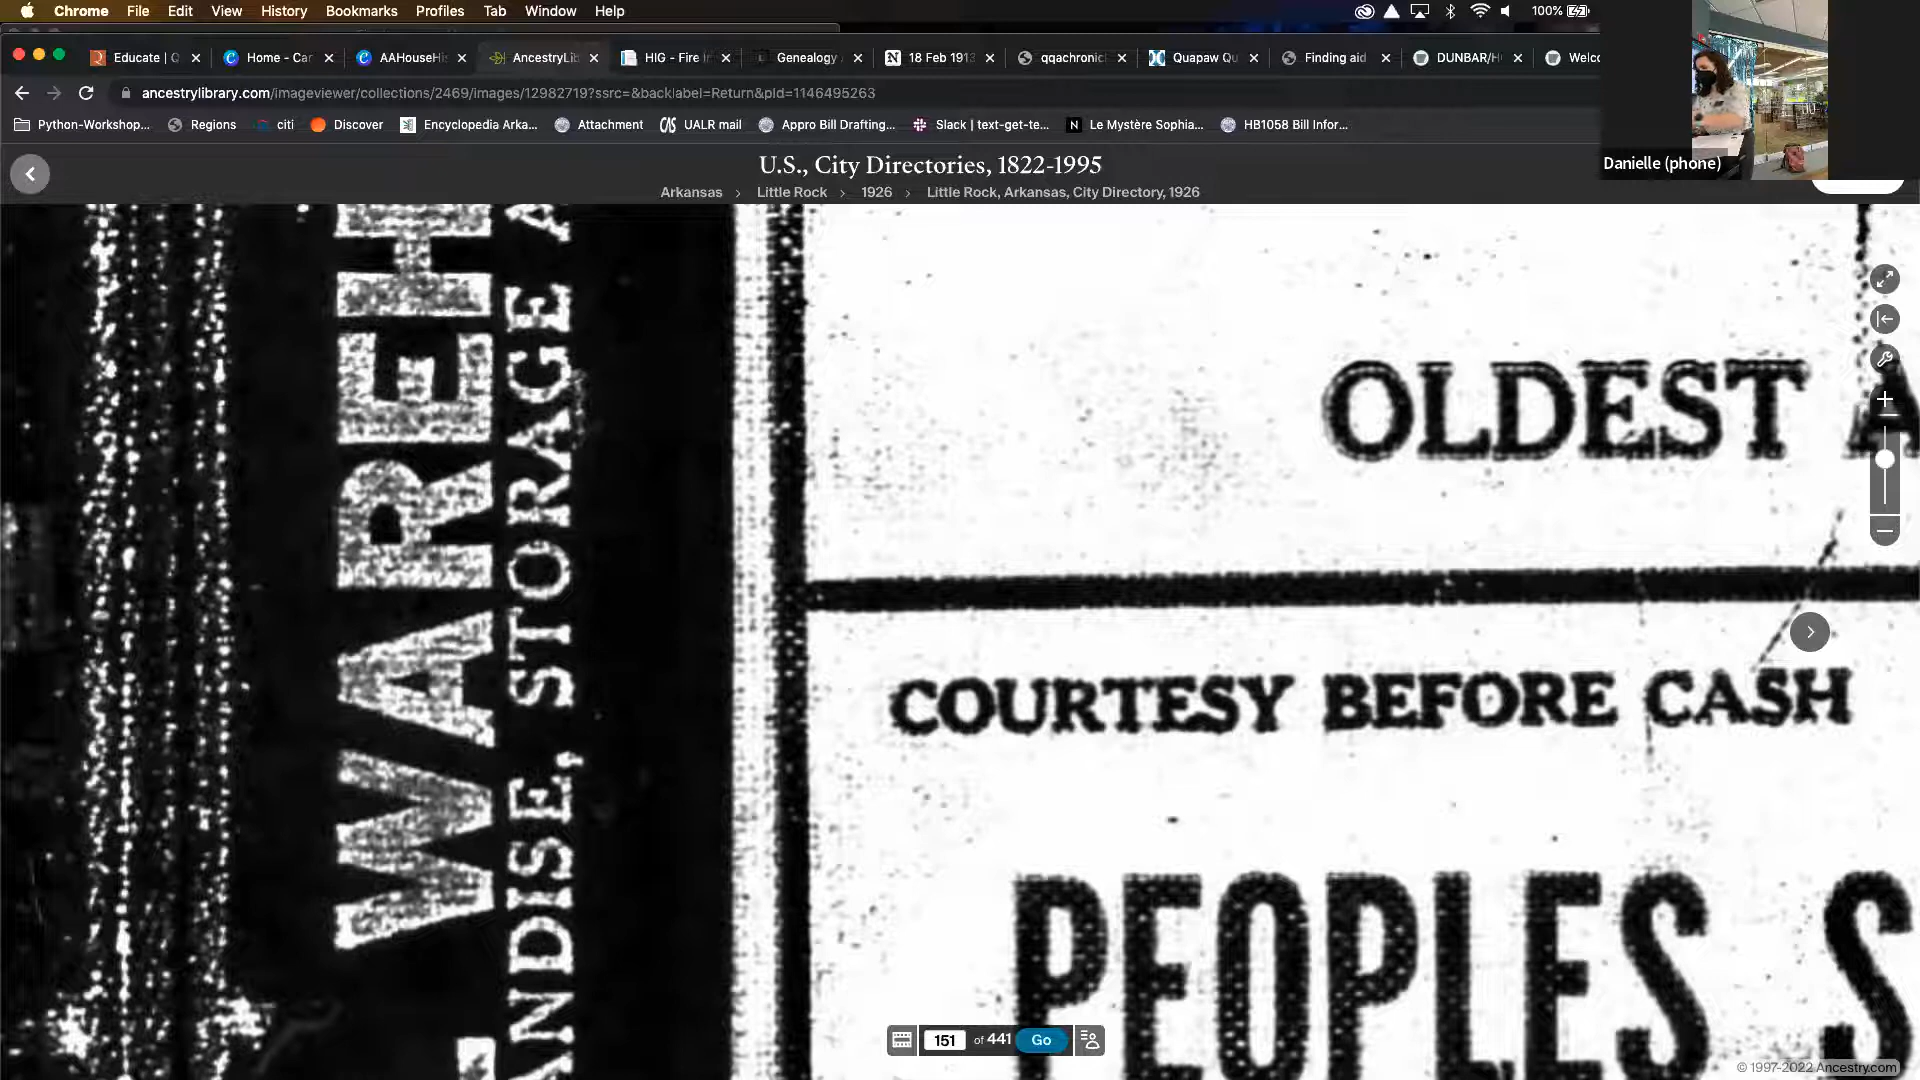 Chrome File Edit View History Bookmarks Profiles Tab Window Help 100%
Educate | Q Home - Car AAHouseHi AncestryLib HIG - Fire I Genealogy 18 Feb 1913 qqachronic Quapaw Qu Finding aid DUNBAR/H Welco
ancestrylibrary.com/imageviewer/collections/2469/images/12982719?ssrc=&backlabel=Return&pId=1146495263
Python-Workshop... Regions citi Discover Encyclopedia Arka... Attachment UALR mail Appro Bill Drafting... Slack | text-get-te... Le Mystère Sophia... HB1058 Bill Infor...
Danielle (phone)
U.S., City Directories, 1822-1995
Arkansas > Little Rock > 1926 > Little Rock, Arkansas, City Directory, 1926
WAREH
ANDISE, STORAGE A
OLDEST A
COURTESY BEFORE CASH
PEOPLES S
151 of 441 Go
© 1997-2022 Ancestry.com